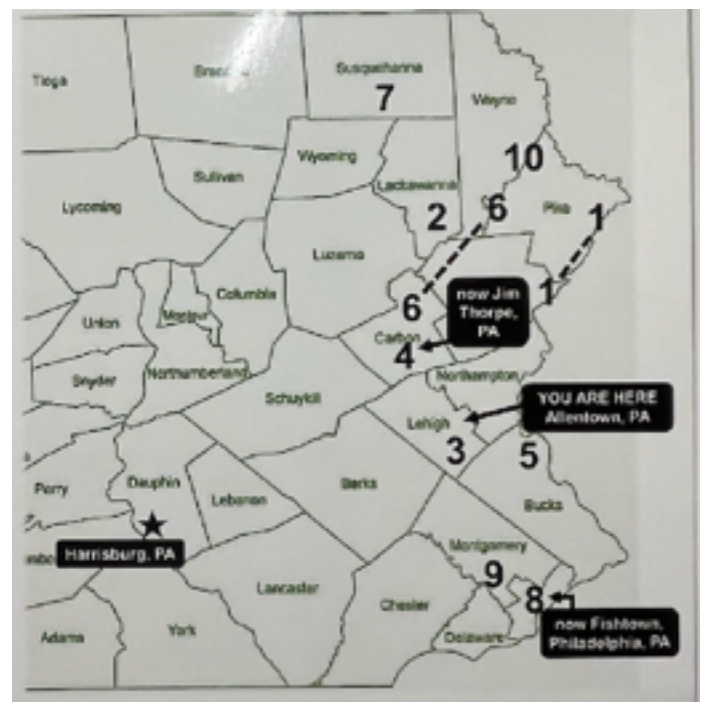 Tioga
Susquehanna
7
Wayne
Wyoming
10
Sullivan
Lackawanna
Lycoming
2
6
Pike
1
Luzerne
Columbia
6
1
now Jim
Thorpe,
PA
Union
Montour
Carbon
4
Snyder
Northumberland
Northampton
Schuylkill
YOU ARE HERE
Allentown, PA
Lehigh
3
5
Perry
Dauphin
Lebanon
Berks
Bucks
Harrisburg, PA
Montgomery
9
Lancaster
Chester
8
now Fishtown,
Philadelphia, PA
Adams
York
Delaware